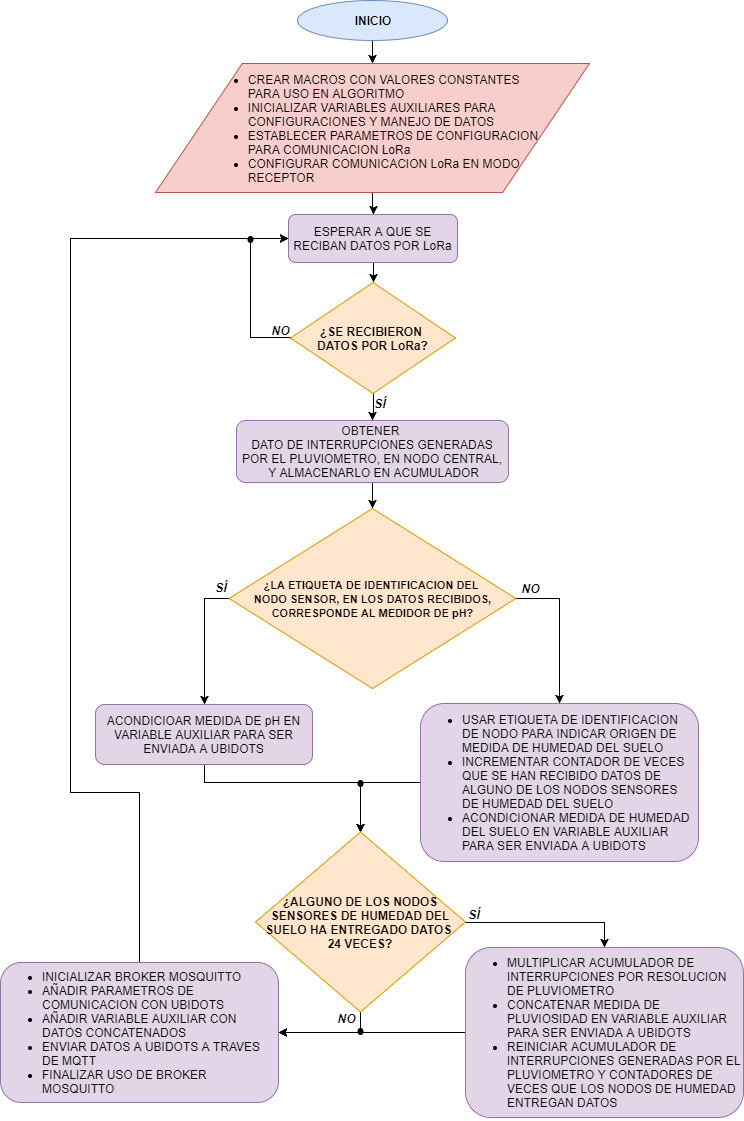 INICIO
• CREAR MACROS CON VALORES CONSTANTES
PARA USO EN ALGORITMO
• INICIALIZAR VARIABLES AUXILIARES PARA
CONFIGURACIONES Y MANEJO DE DATOS
• ESTABLECER PARAMETROS DE CONFIGURACION
PARA COMUNICACION LoRa
• CONFIGURAR COMUNICACION LoRa EN MODO
RECEPTOR
ESPERAR A QUE SE
RECIBAN DATOS POR LoRa
NO
¿SE RECIBIERON
DATOS POR LoRa?
SÍ
OBTENER
DATO DE INTERRUPCIONES GENERADAS
POR EL PLUVIOMETRO, EN NODO CENTRAL,
Y ALMACENARLO EN ACUMULADOR
SÍ
¿LA ETIQUETA DE IDENTIFICACION DEL
NODO SENSOR, EN LOS DATOS RECIBIDOS,
CORRESPONDE AL MEDIDOR DE pH?
NO
ACONDICIOAR MEDIDA DE pH EN
VARIABLE AUXILIAR PARA SER
ENVIADA A UBIDOTS
• USAR ETIQUETA DE IDENTIFICACION
DE NODO PARA INDICAR ORIGEN DE
MEDIDA DE HUMEDAD DEL SUELO
• INCREMENTAR CONTADOR DE VECES
QUE SE HAN RECIBIDO DATOS DE
ALGUNO DE LOS NODOS SENSORES
DE HUMEDAD DEL SUELO
• ACONDICIONAR MEDIDA DE HUMEDAD
DEL SUELO EN VARIABLE AUXILIAR
PARA SER ENVIADA A UBIDOTS
¿ALGUNO DE LOS NODOS
SENSORES DE HUMEDAD DEL
SUELO HA ENTREGADO DATOS
24 VECES?
SÍ
NO
• INICIALIZAR BROKER MOSQUITTO
• AÑADIR PARAMETROS DE
COMUNICACION CON UBIDOTS
• AÑADIR VARIABLE AUXILIAR CON
DATOS CONCATENADOS
• ENVIAR DATOS A UBIDOTS A TRAVES
DE MQTT
• FINALIZAR USO DE BROKER
MOSQUITTO
• MULTIPLICAR ACUMULADOR DE
INTERRUPCIONES POR RESOLUCION
DE PLUVIOMETRO
• CONCATENAR MEDIDA DE
PLUVIOSIDAD EN VARIABLE AUXILIAR
PARA SER ENVIADA A UBIDOTS
• REINICIAR ACUMULADOR DE
INTERRUPCIONES GENERADAS POR EL
PLUVIOMETRO Y CONTADORES DE
VECES QUE LOS NODOS DE HUMEDAD
ENTREGAN DATOS